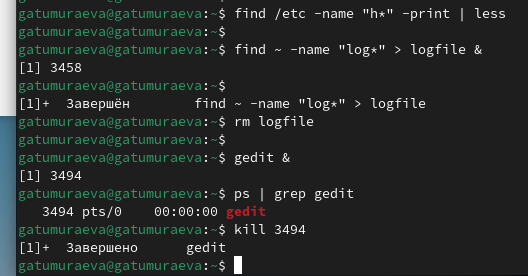 gatumuraeva@gatumuraeva:~$ find /etc -name "h*" -print | less
gatumuraeva@gatumuraeva:~$
gatumuraeva@gatumuraeva:~$ find ~ -name "log*" > logfile &
[1] 3458
gatumuraeva@gatumuraeva:~$
[1]+  Завершён        find ~ -name "log*" > logfile
gatumuraeva@gatumuraeva:~$ rm logfile
gatumuraeva@gatumuraeva:~$
gatumuraeva@gatumuraeva:~$ gedit &
[1] 3494
gatumuraeva@gatumuraeva:~$ ps | grep gedit
   3494 pts/0    00:00:00 gedit
gatumuraeva@gatumuraeva:~$ kill 3494
[1]+  Завершено      gedit
gatumuraeva@gatumuraeva:~$